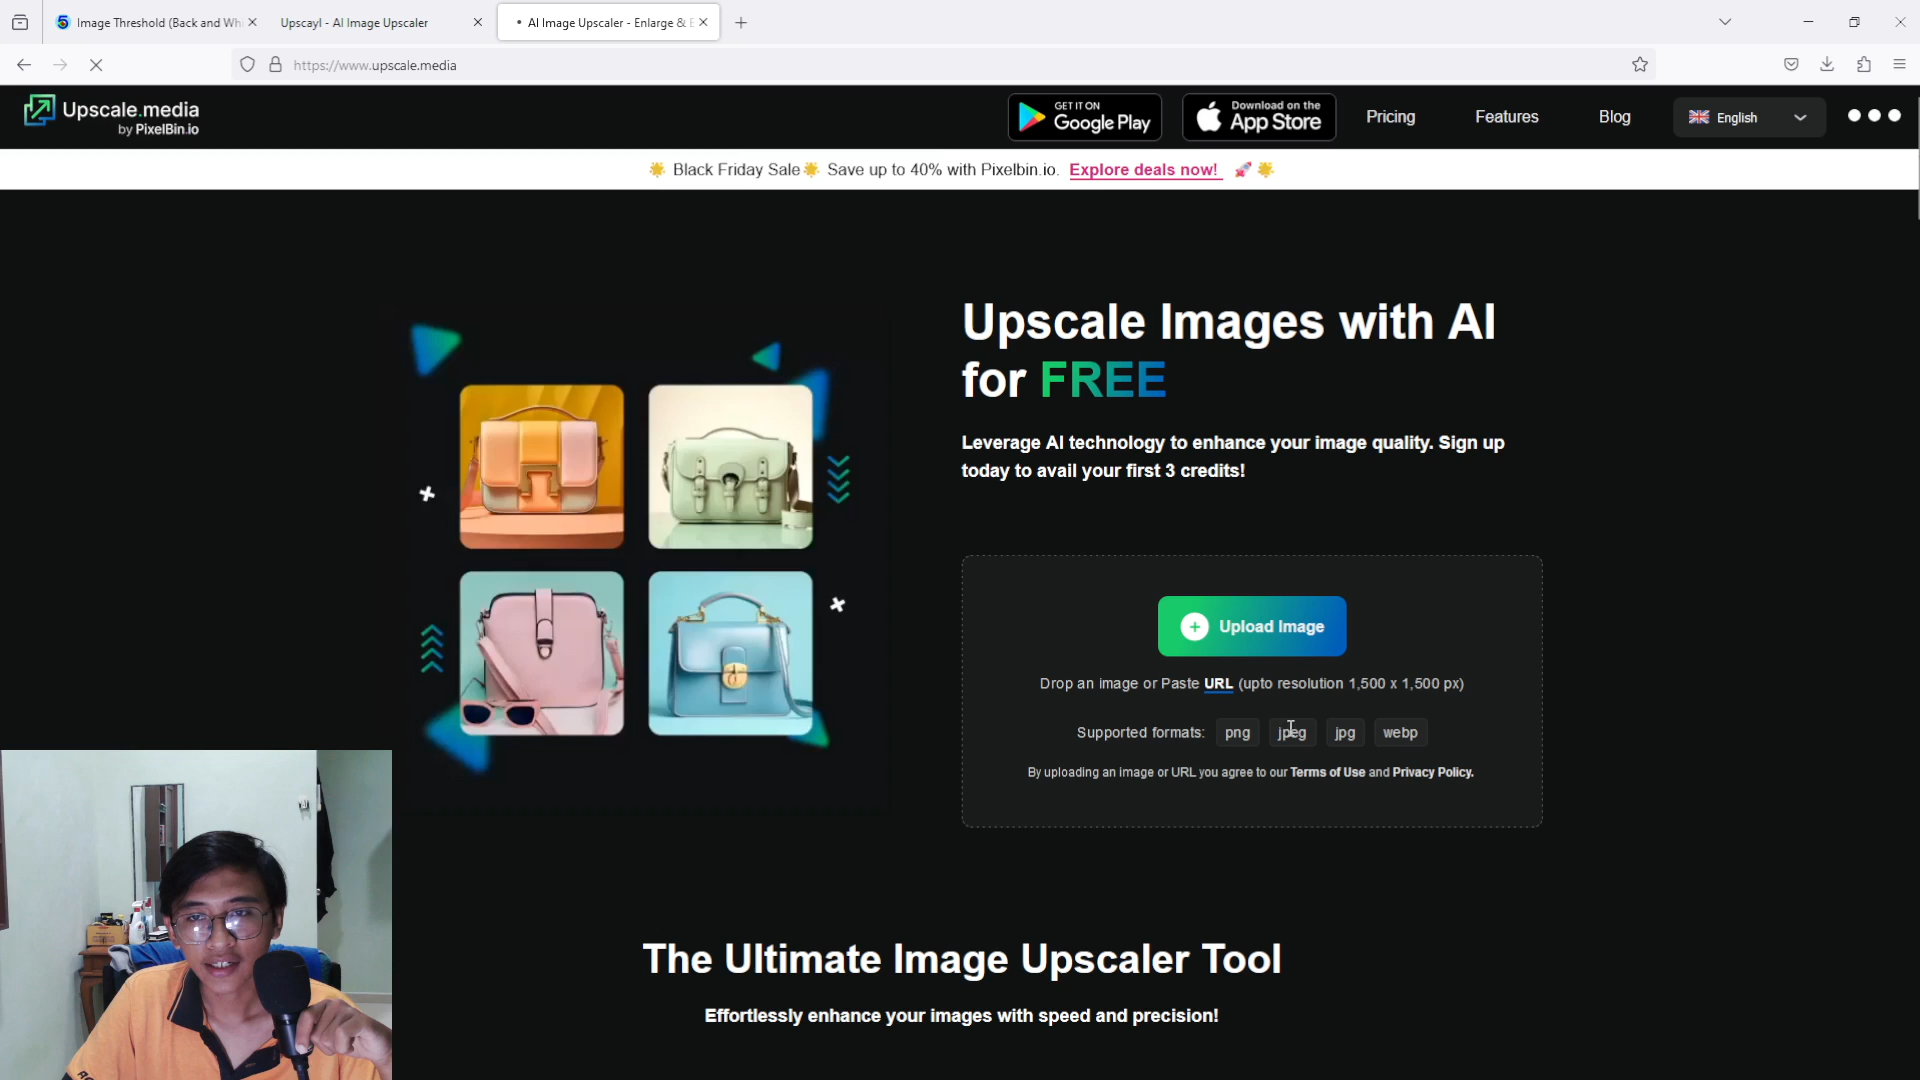 Image Threshold (Back and Whi
Upscayl - AI Image Upscaler
AI Image Upscaler - Enlarge & E
https://www.upscale.media
Upscale.media
by PixelBin.io
GET IT ON
Google Play
Download on the
App Store
Pricing
Features
Blog
English
Black Friday Sale Save up to 40% with Pixelbin.io. Explore deals now!
Upscale Images with AI
for FREE
Leverage AI technology to enhance your image quality. Sign up
today to avail your first 3 credits!
Upload Image
Drop an image or Paste URL (upto resolution 1,500 x 1,500 px)
Supported formats: png jpeg jpg webp
By uploading an image or URL you agree to our Terms of Use and Privacy Policy.
The Ultimate Image Upscaler Tool
Effortlessly enhance your images with speed and precision!